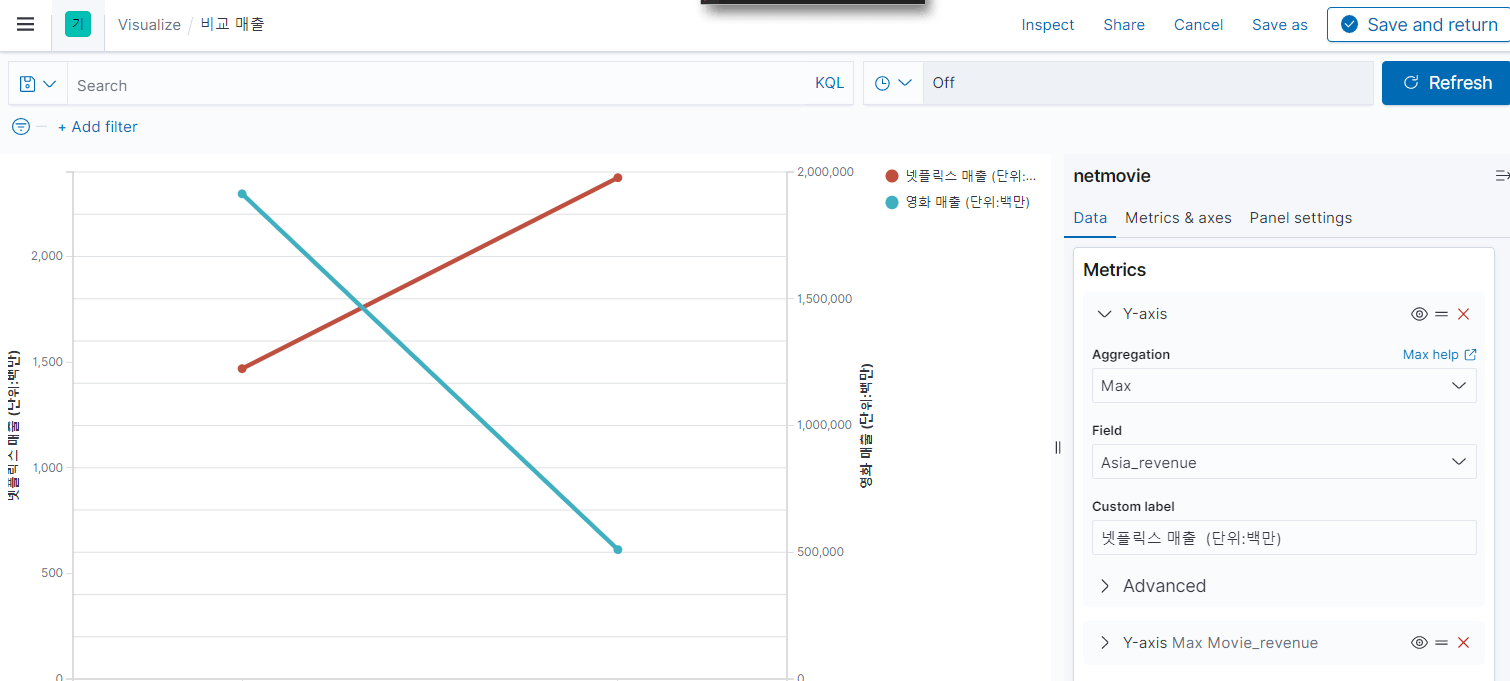 기
Visualize / 비교 매출
Inspect Share Cancel Save as Save and return
Search KQL
Off
Refresh
+ Add filter
넷플릭스 매출 (단위:백만)
2,000
1,500
1,000
500
0
2,000,000
1,500,000
1,000,000
500,000
0
영화 매출 (단위:백만)
넷플릭스 매출 (단위:...
영화 매출 (단위:백만)
netmovie
Data Metrics & axes Panel settings
Metrics
Y-axis
Aggregation Max help
Max
Field
Asia_revenue
Custom label
넷플릭스 매출 (단위:백만)
Advanced
Y-axis Max Movie_revenue